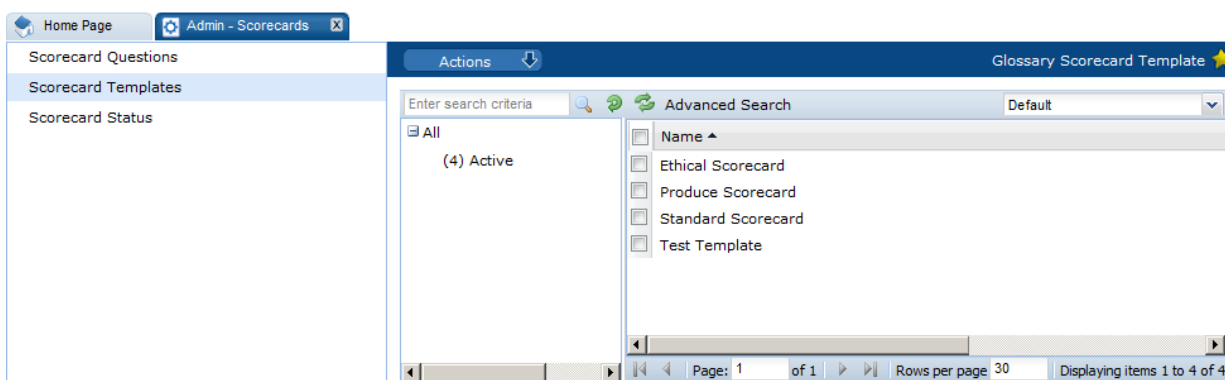 Home Page
Admin - Scorecards X
Scorecard Questions
Scorecard Templates
Scorecard Status
Actions
Glossary Scorecard Template
Enter search criteria
Advanced Search
Default
All
(4) Active
Name
Ethical Scorecard
Produce Scorecard
Standard Scorecard
Test Template
Page: 1 of 1 Rows per page 30 Displaying items 1 to 4 of 4